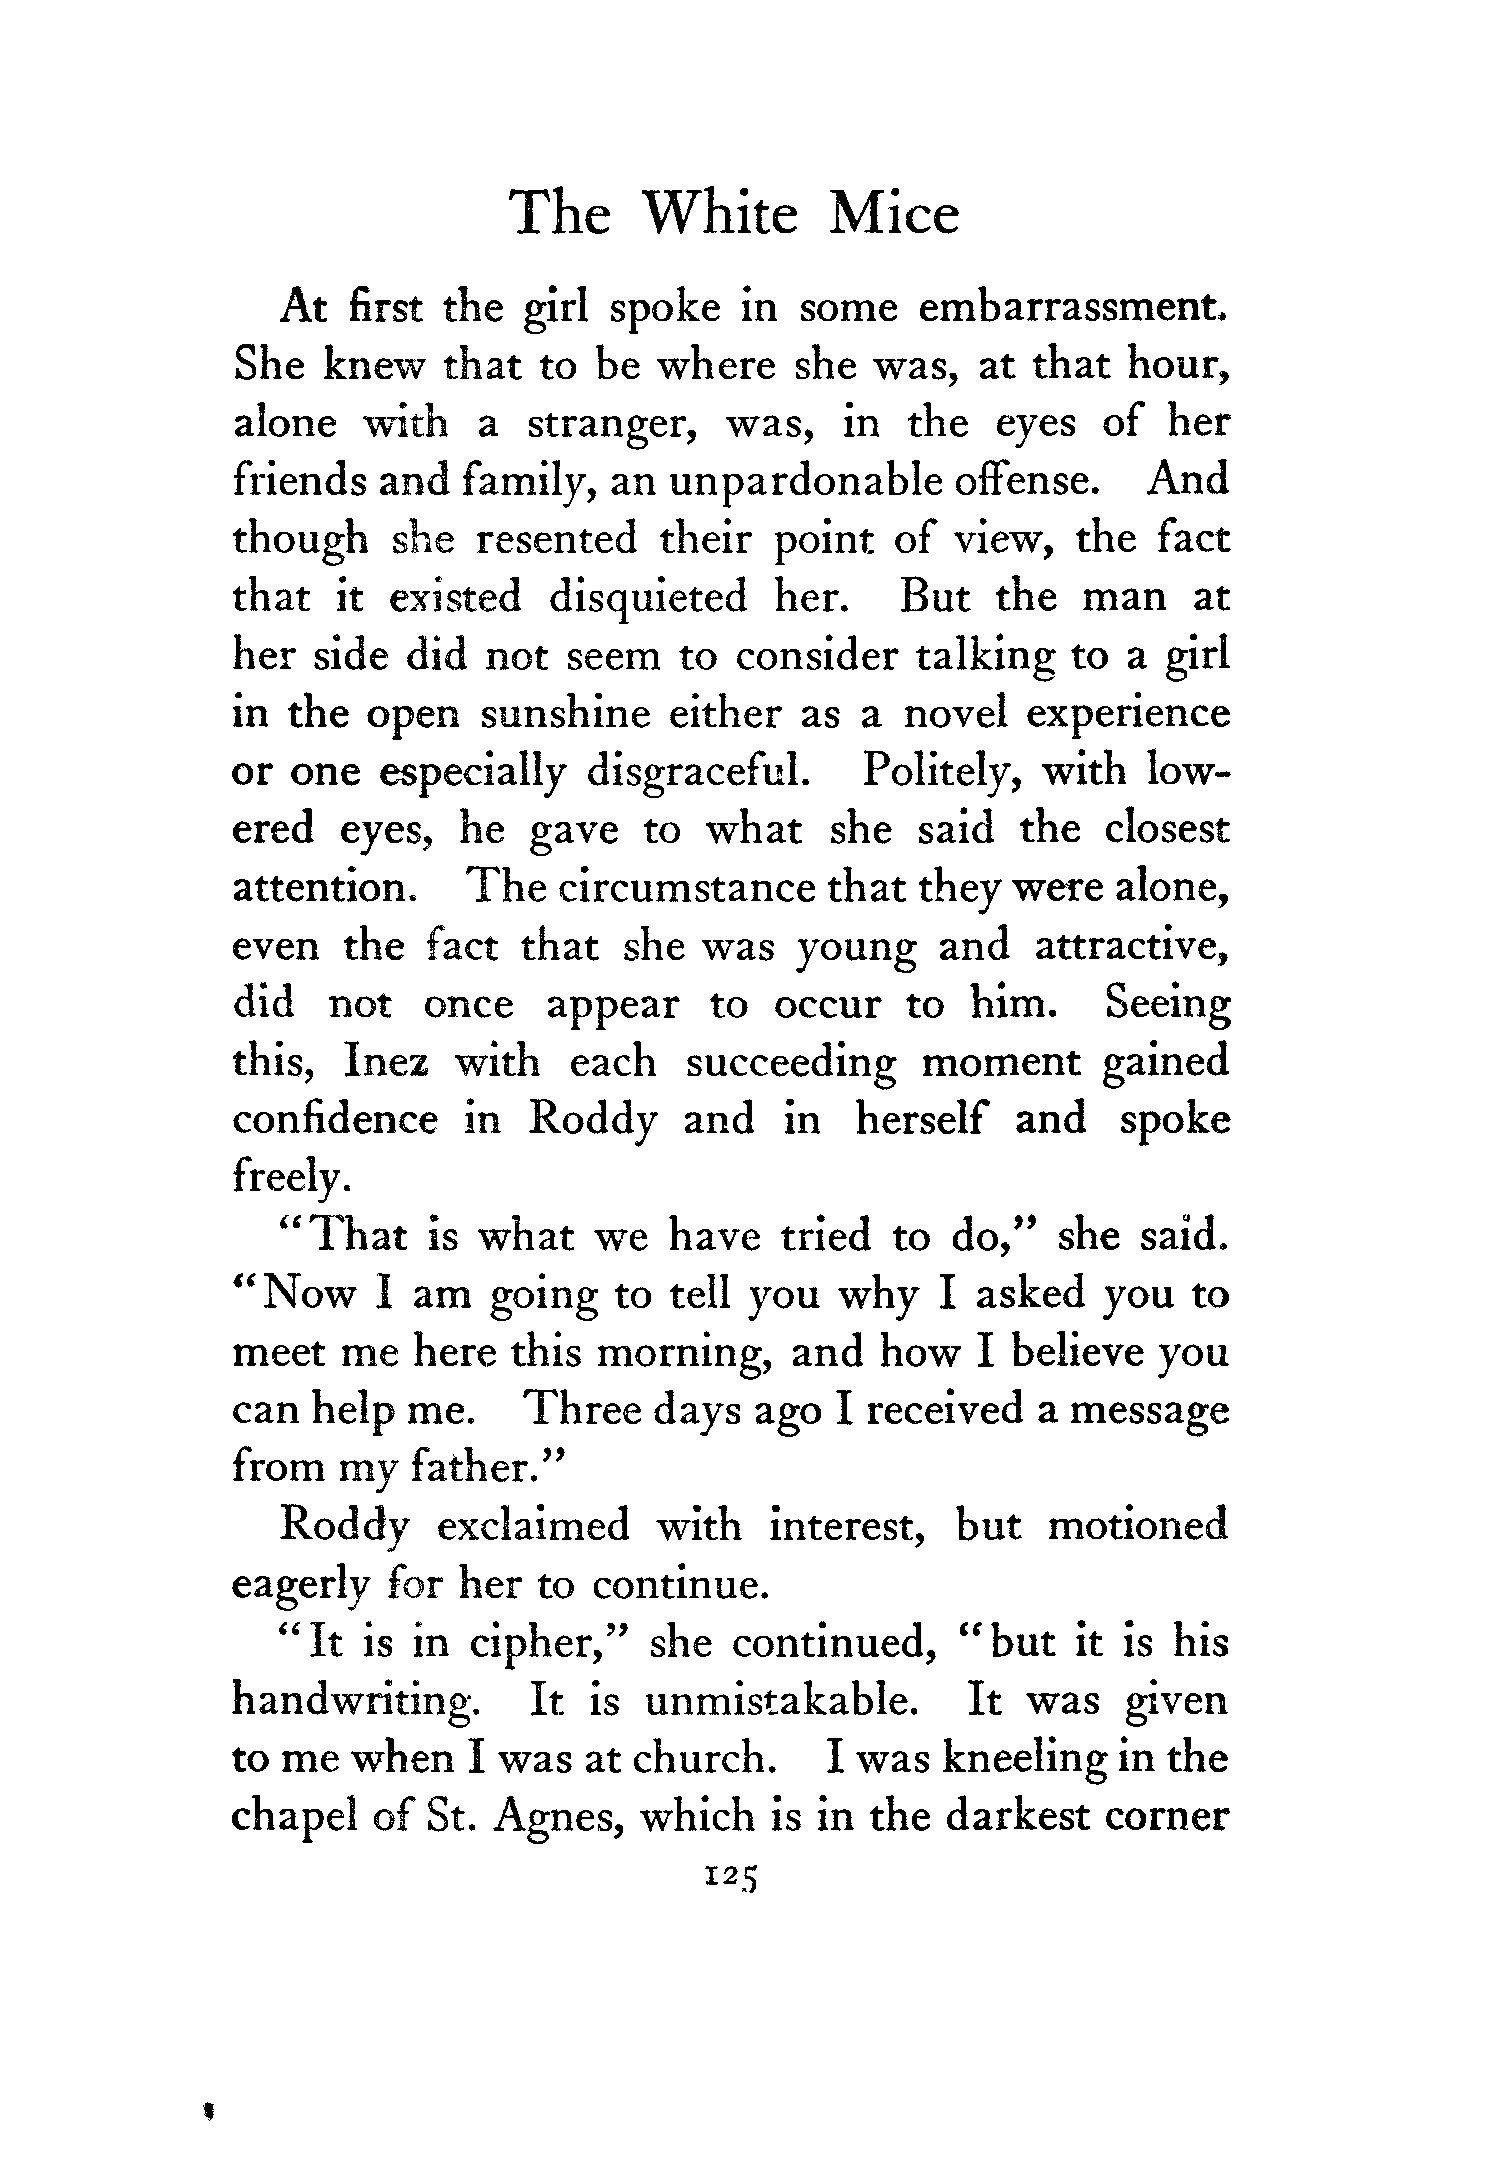 The White Mice
At first the girl spoke in some embarrassment.
She knew that to be where she was, at that hour,
alone with a stranger, was, in the eyes of her
friends and family, an unpardonable offense. And
though she resented their point of view, the fact
that it existed disquieted her. But the man at
her side did not seem to consider talking to a girl
in the open sunshine either as a novel experience
or one especially disgraceful. Politely, with low-
ered eyes, he gave to what she said the closest
attention. The circumstance that they were alone,
even the fact that she was young and attractive,
did not once appear to occur to him. Seeing
this, Inez with each succeeding moment gained
confidence in Roddy and in herself and spoke
freely.
“That is what we have tried to do,” she said.
“Now I am going to tell you why I asked you to
meet me here this morning, and how I believe you
can help me. Three days ago I received a message
from my father.”
Roddy exclaimed with interest, but motioned
eagerly for her to continue.
“It is in cipher,” she continued, “but it is his
handwriting. It is unmistakable. It was given
to me when I was at church. I was kneeling in the
chapel of St. Agnes, which is in the darkest corner
125